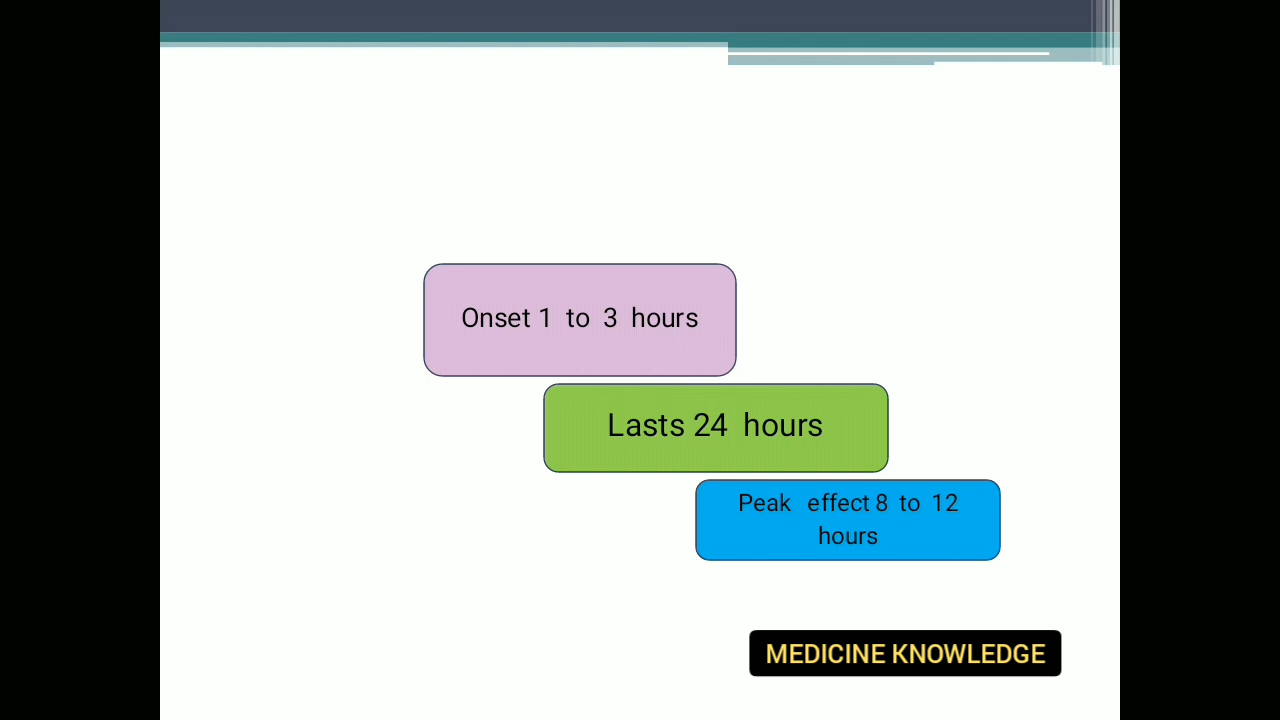 Onset 1 to 3 hours
Lasts 24 hours
Peak effect 8 to 12
hours
MEDICINE KNOWLEDGE